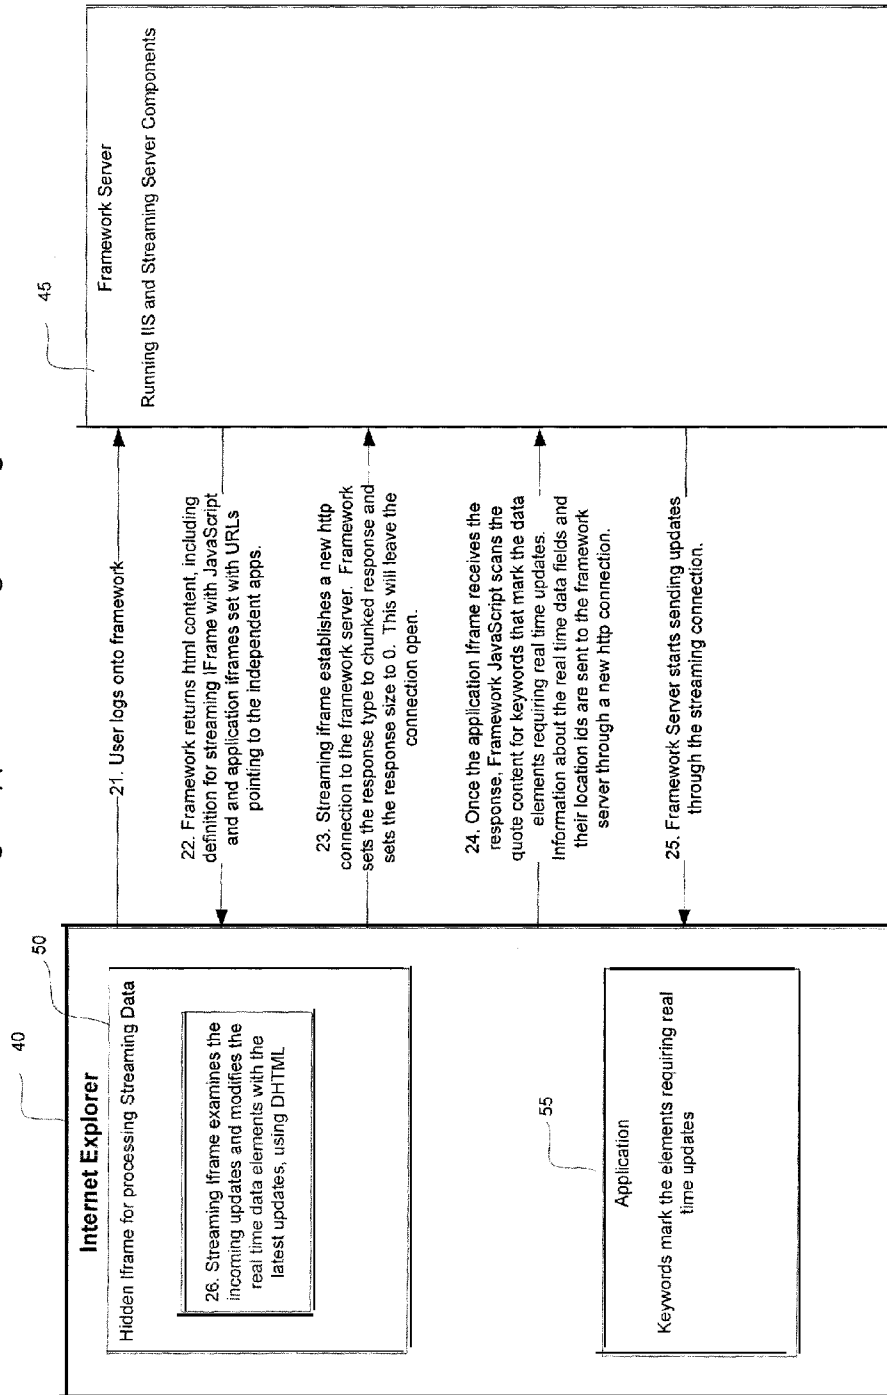 40
Internet Explorer
50
Hidden Iframe for processing Streaming Data
26. Streaming Iframe examines the
incoming updates and modifies the
real time data elements with the
latest updates, using DHTML
55
Application
Keywords mark the elements requiring real
time updates
21. User logs onto framework
22. Framework returns html content, including
definition for streaming IFrame with JavaScript
and and application iframes set with URLs
pointing to the independent apps.
23. Streaming iframe establishes a new http
connection to the framework server. Framework
sets the response type to chunked response and
sets the response size to 0. This will leave the
connection open.
24. Once the application Iframe receives the
response, Framework JavaScript scans the
quote content for keywords that mark the data
elements requiring real time updates.
Information about the real time data fields and
their location ids are sent to the framework
server through a new http connection.
25. Framework Server starts sending updates
through the streaming connection.
45
Framework Server
Running IIS and Streaming Server Components